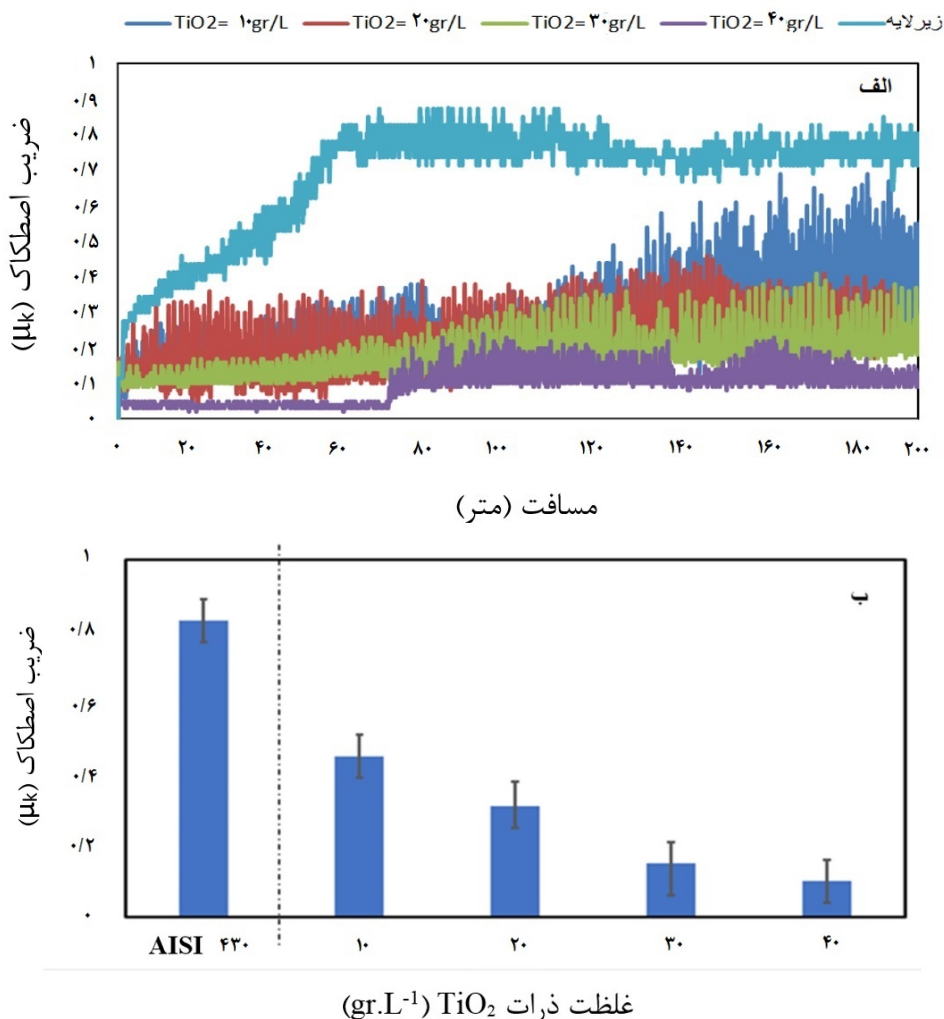 TiO2= ۱۰gr/L TiO2= ۲۰gr/L TiO2= ۳۰gr/L TiO2= ۴۰gr/L زیرلایه
الف
ضریب اصطکاک (μk)
۱
۰/۹
۰/۸
۰/۷
۰/۶
۰/۵
۰/۴
۰/۳
۰/۲
۰/۱
۰
۰ ۲۰ ۴۰ ۶۰ ۸۰ ۱۰۰ ۱۲۰ ۱۴۰ ۱۶۰ ۱۸۰ ۲۰۰
مسافت (متر)
ب
ضریب اصطکاک (μk)
۱
۰/۸
۰/۶
۰/۴
۰/۲
۰
AISI ۴۳۰ ۱۰ ۲۰ ۳۰ ۴۰
غلظت ذرات TiO₂ (gr.L⁻¹)